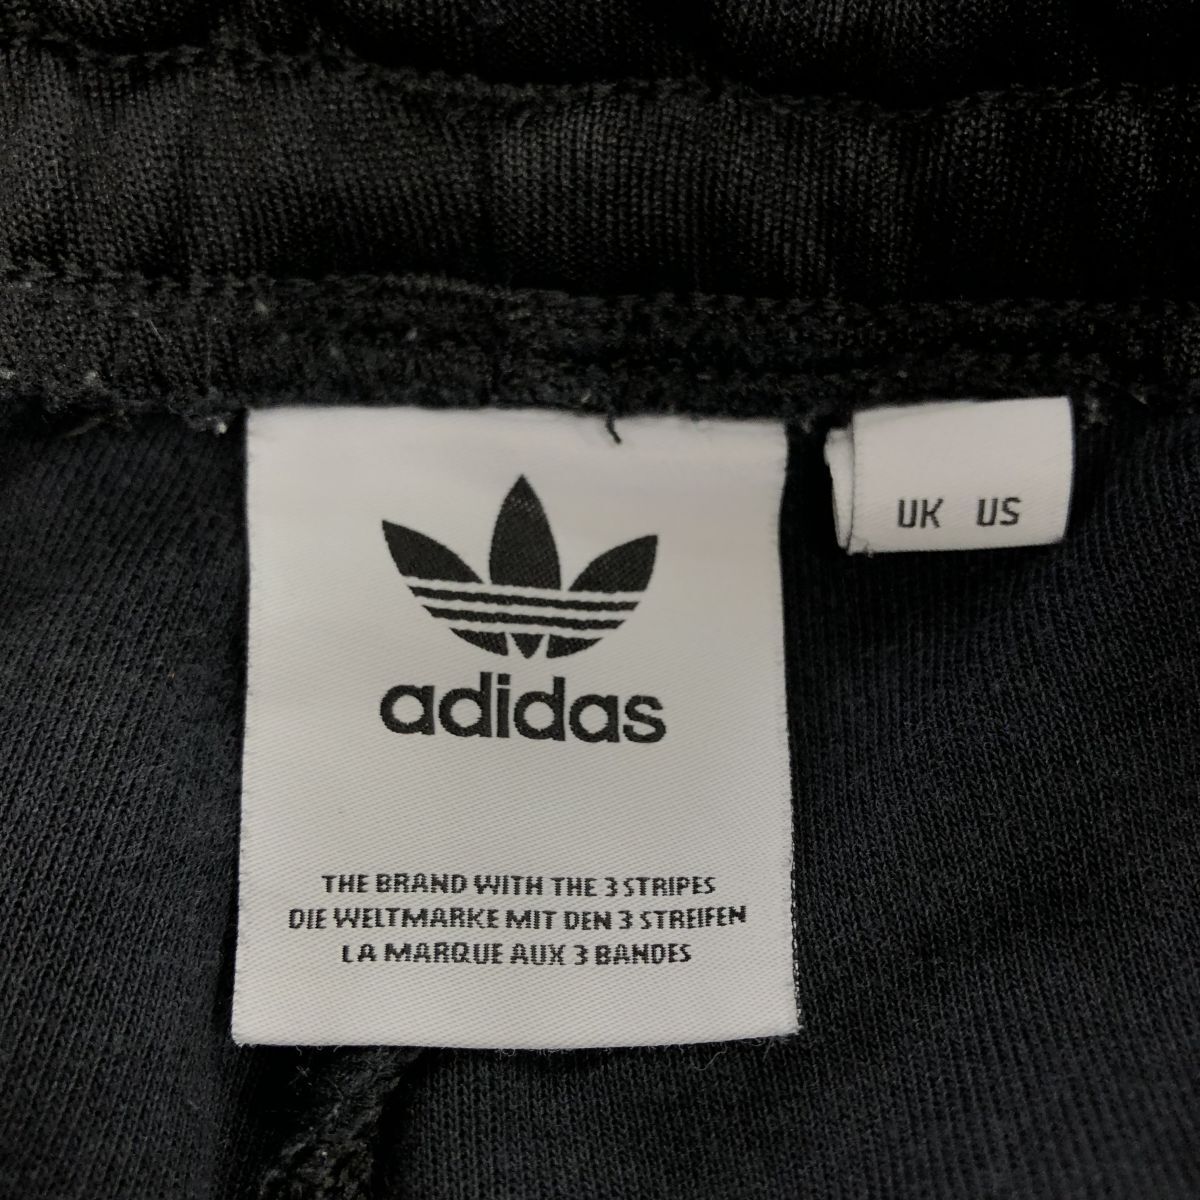 adidas
THE BRAND WITH THE 3 STRIPES
DIE WELTMARKE MIT DEN 3 STREIFEN
LA MARQUE AUX 3 BANDES
UK US